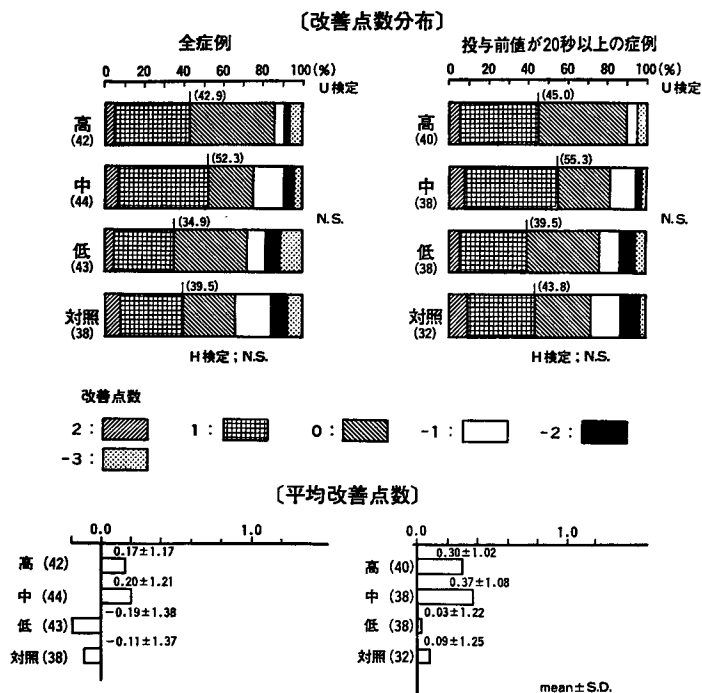 〔改善点数分布〕
全症例
投与前値が20秒以上の症例
0 20 40 60 80 100(%)
0 20 40 60 80 100(%)
U検定
U検定
(42.9)
(45.0)
高
(42)
高
(40)
(52.3)
(55.3)
中
(44)
中
(38)
N.S.
N.S.
(34.9)
(39.5)
低
(43)
低
(38)
(39.5)
(43.8)
対照
(38)
対照
(32)
H検定;N.S.
H検定;N.S.
改善点数
2: 1: 0: -1: -2:
-3:
〔平均改善点数〕
0.0 1.0
0.0 1.0
高 (42) 0.17±1.17
中 (44) 0.20±1.21
低 (43) -0.19±1.38
対照(38) -0.11±1.37
高 (40) 0.30±1.02
中 (38) 0.37±1.08
低 (38) 0.03±1.22
対照(32) 0.09±1.25
mean±S.D.